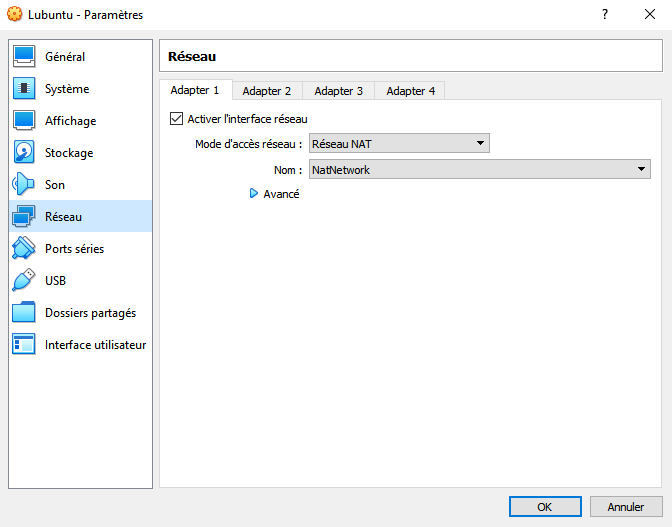 Lubuntu - Paramètres
?
Général
Système
Affichage
Stockage
Son
Réseau
Ports séries
USB
Dossiers partagés
Interface utilisateur
Réseau
Adapter 1 Adapter 2 Adapter 3 Adapter 4
Activer l'interface réseau
Mode d'accès réseau : Réseau NAT
Nom : NatNetwork
Avancé
OK Annuler